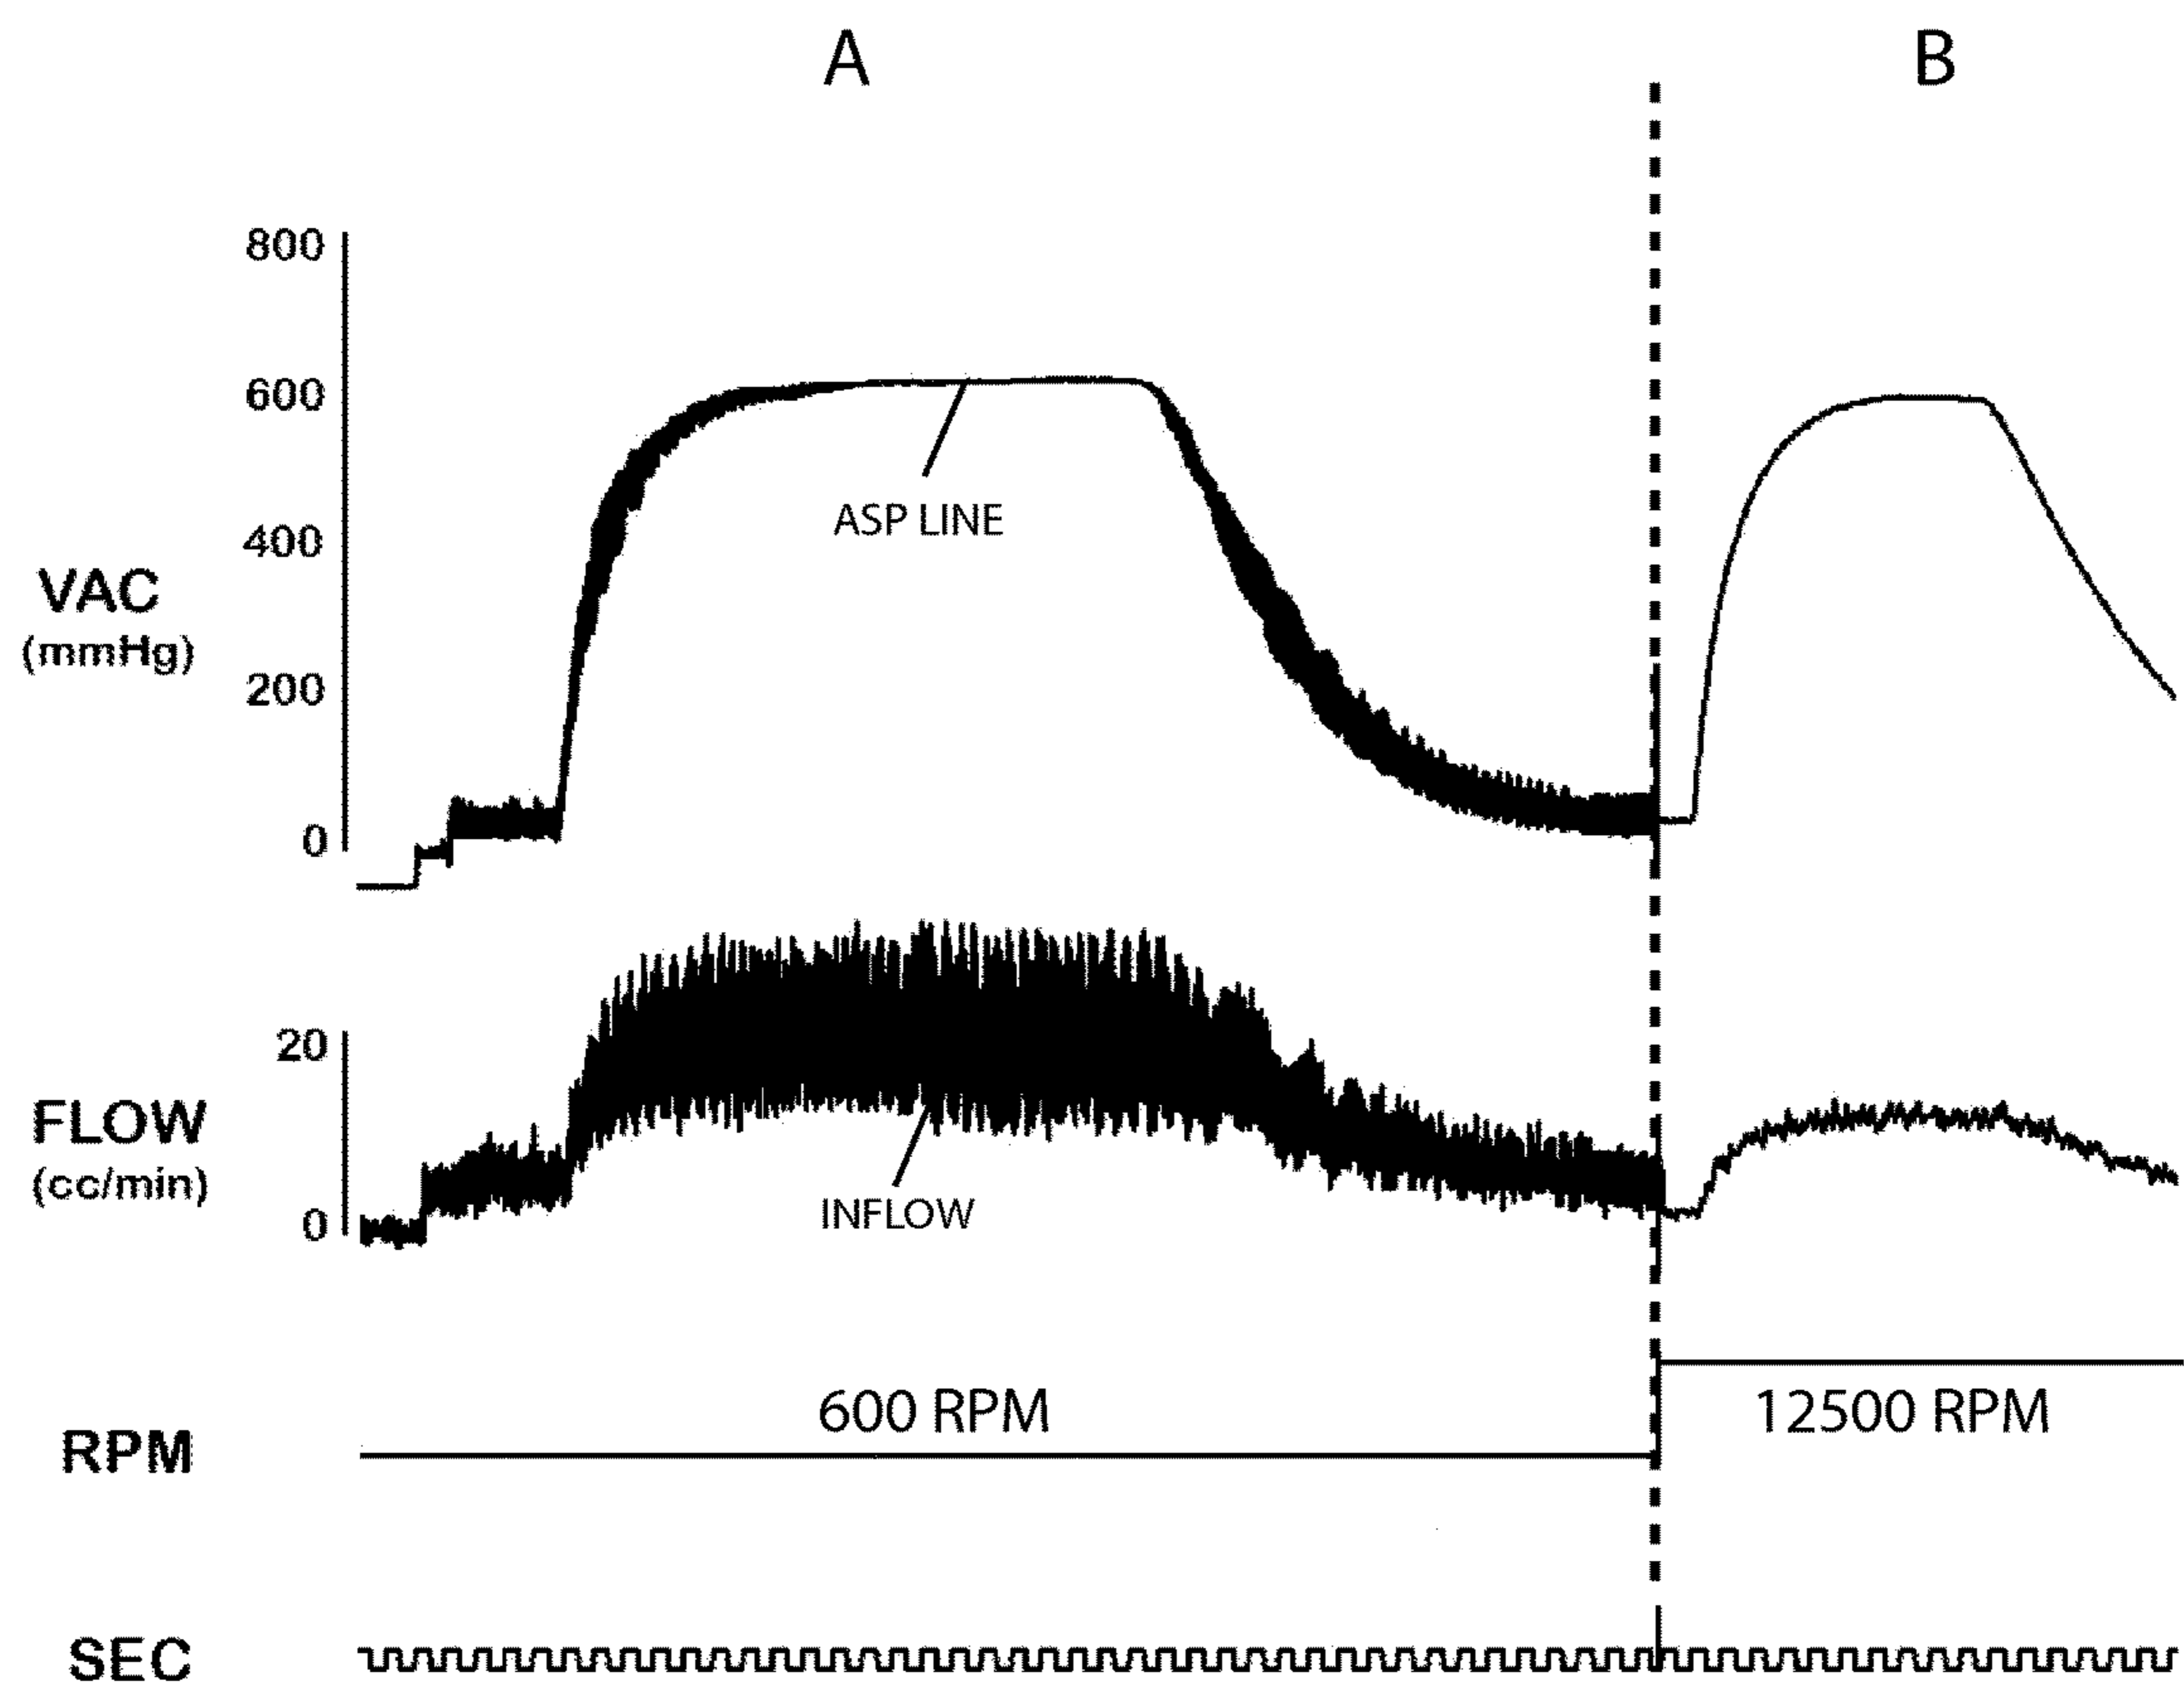 A
B
800
600
400
200
0
VAC
(mmHg)
ASP LINE
20
0
FLOW
(cc/min)
INFLOW
600 RPM
12500 RPM
RPM
SEC